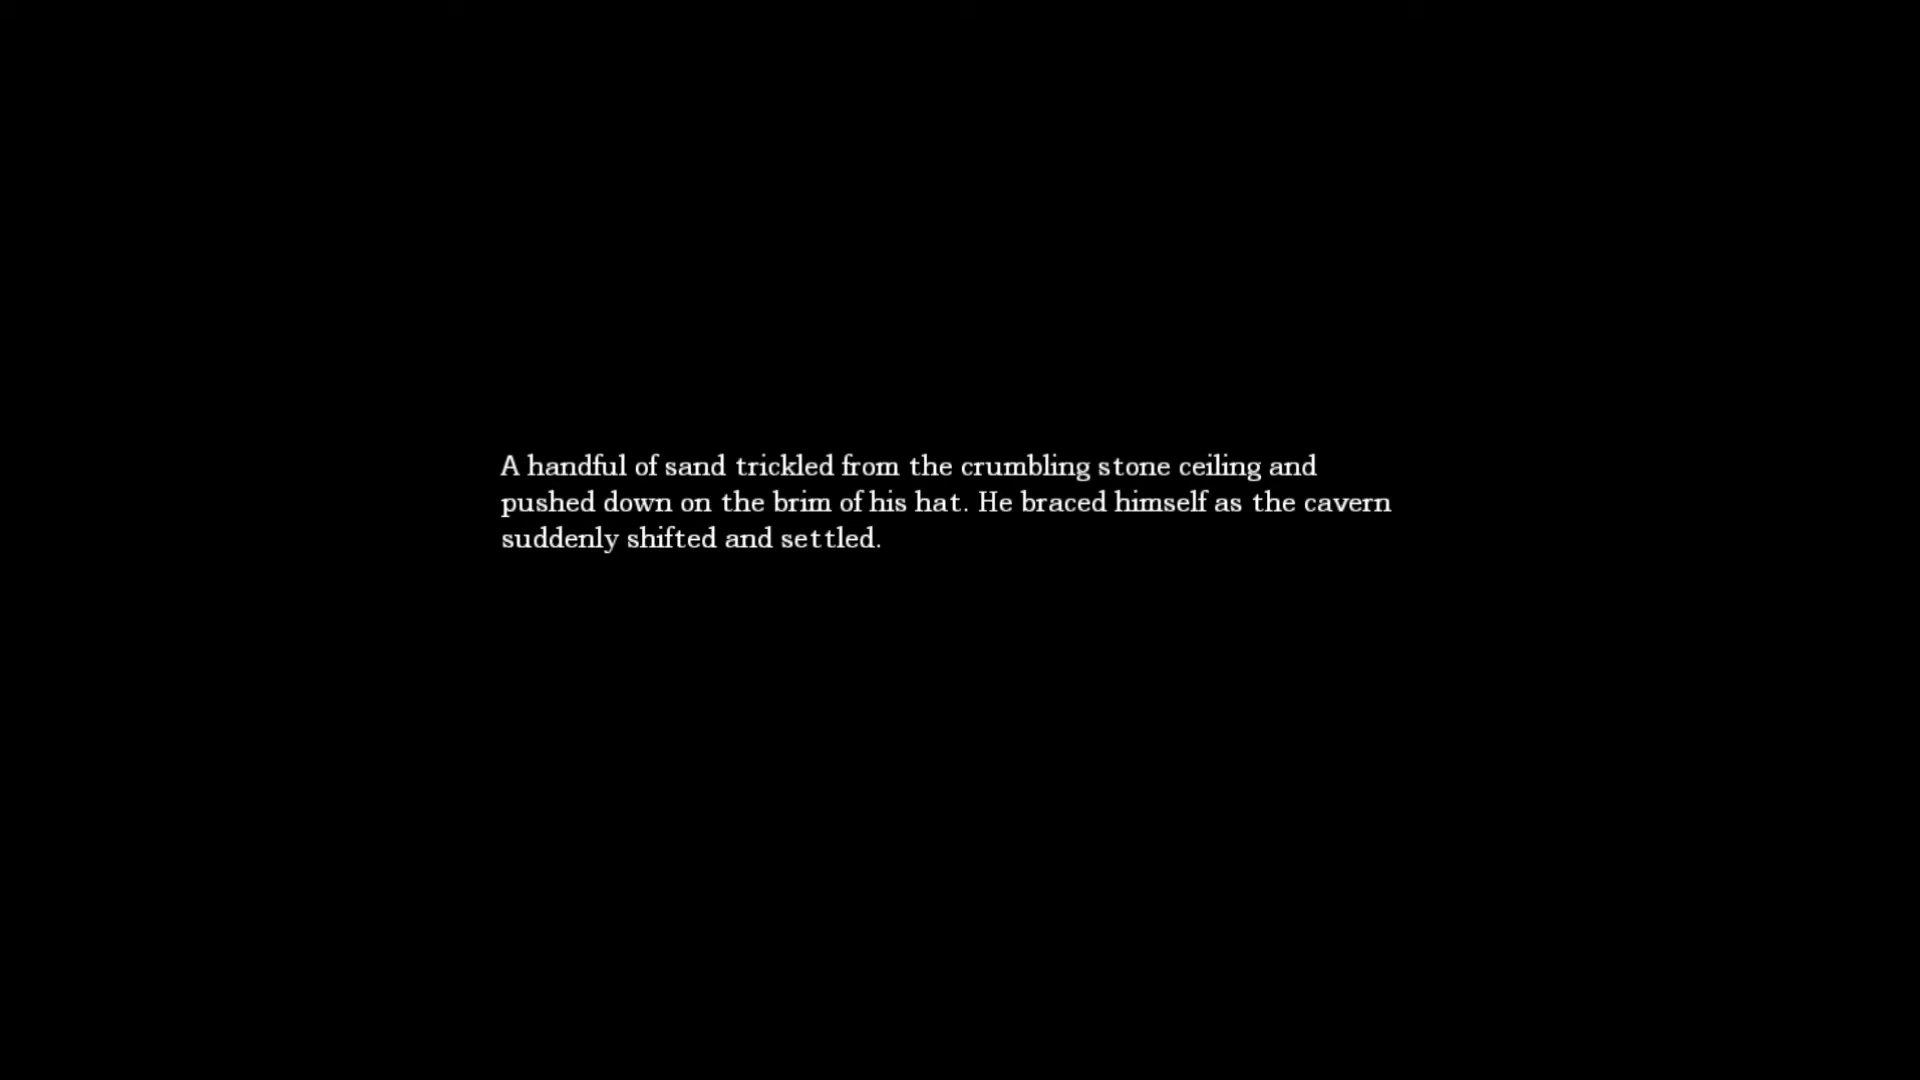 A handful of sand trickled from the crumbling stone ceiling and
pushed down on the brim of his hat. He braced himself as the cavern
suddenly shifted and settled.